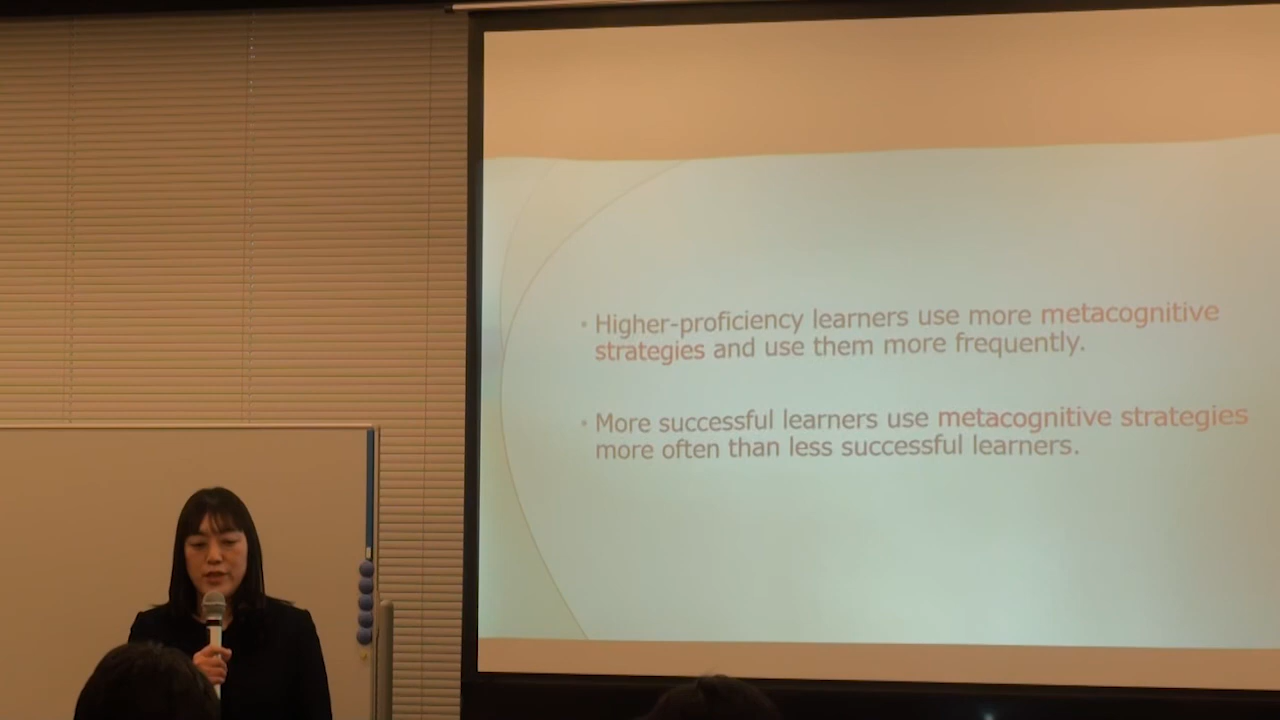 • Higher-proficiency learners use more metacognitive
strategies and use them more frequently.
• More successful learners use metacognitive strategies
more often than less successful learners.